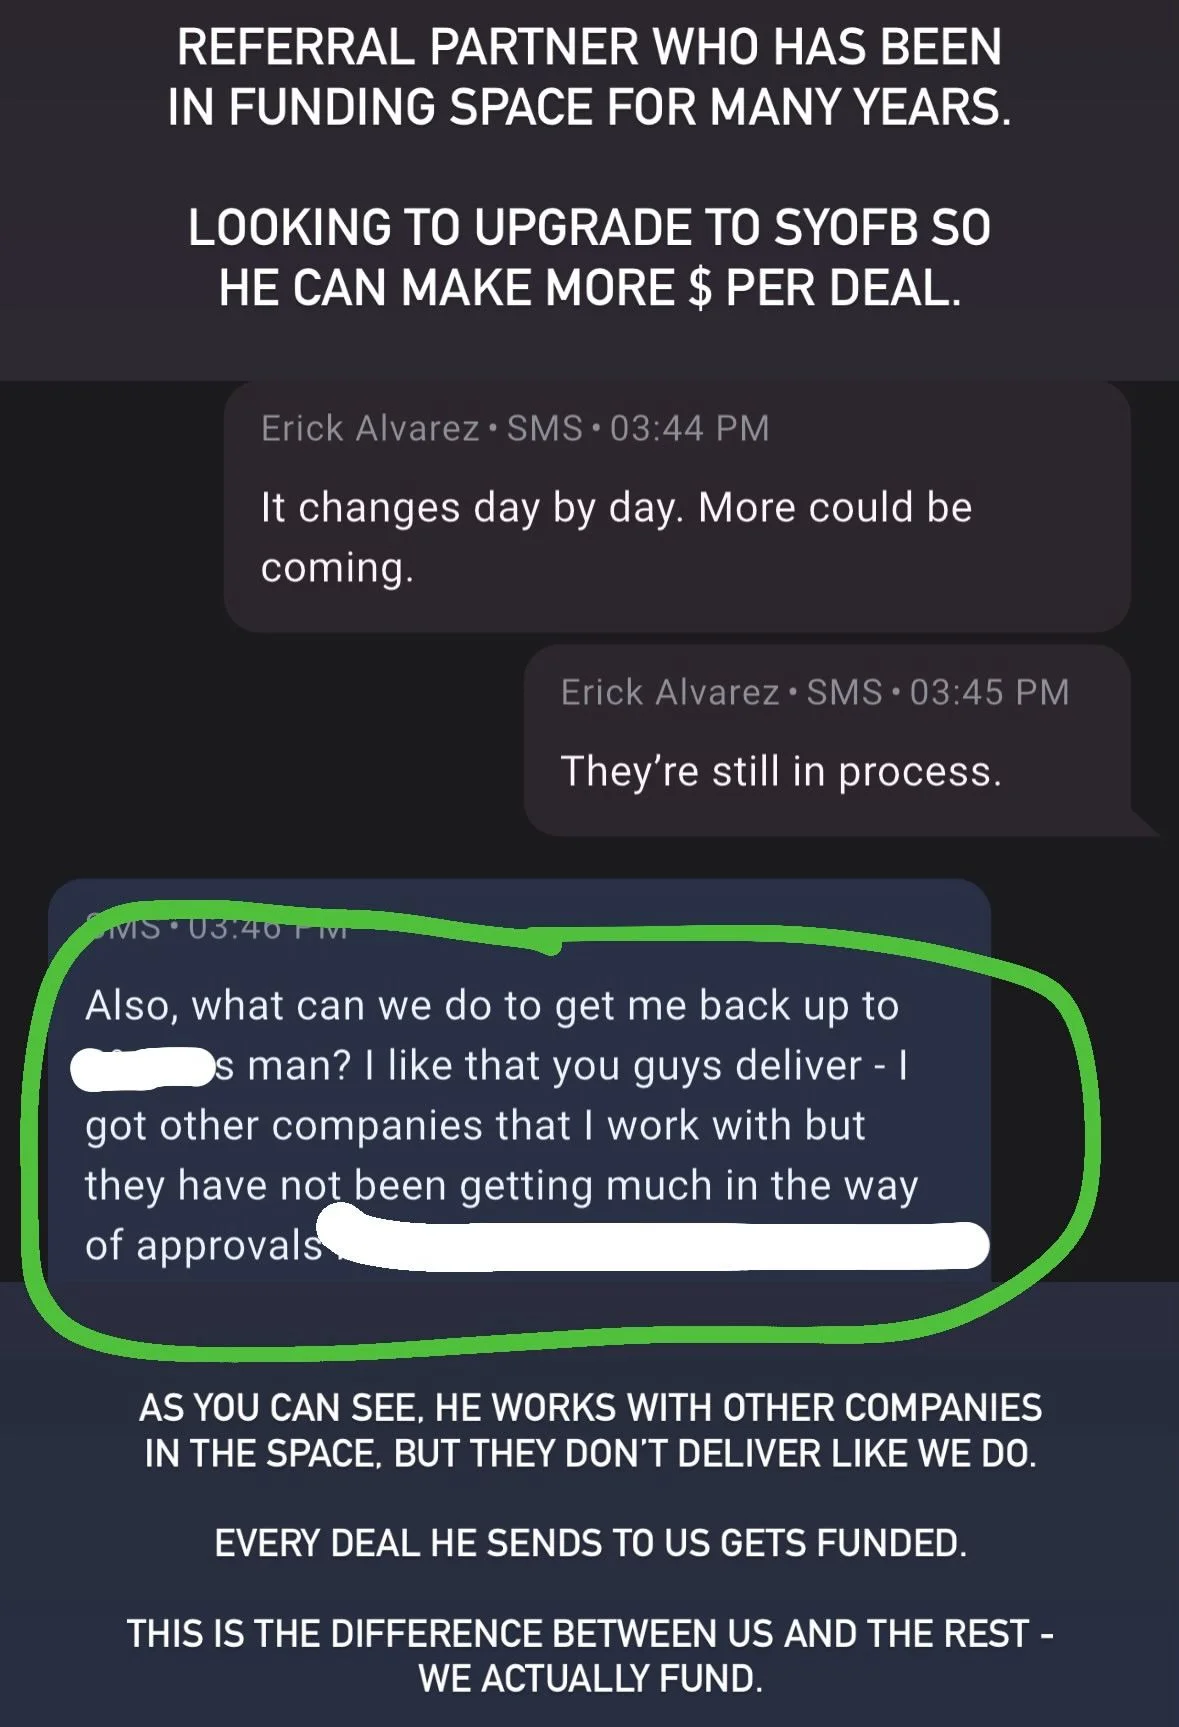 REFERRAL PARTNER WHO HAS BEEN
IN FUNDING SPACE FOR MANY YEARS.
LOOKING TO UPGRADE TO SYOFB SO
HE CAN MAKE MORE $ PER DEAL.
Erick Alvarez • SMS • 03:44 PM
It changes day by day. More could be
coming.
Erick Alvarez • SMS • 03:45 PM
They’re still in process.
SMS • 03:46 PM
Also, what can we do to get me back up to
s man? I like that you guys deliver - I
got other companies that I work with but
they have not been getting much in the way
of approvals
AS YOU CAN SEE, HE WORKS WITH OTHER COMPANIES
IN THE SPACE, BUT THEY DON’T DELIVER LIKE WE DO.
EVERY DEAL HE SENDS TO US GETS FUNDED.
THIS IS THE DIFFERENCE BETWEEN US AND THE REST -
WE ACTUALLY FUND.